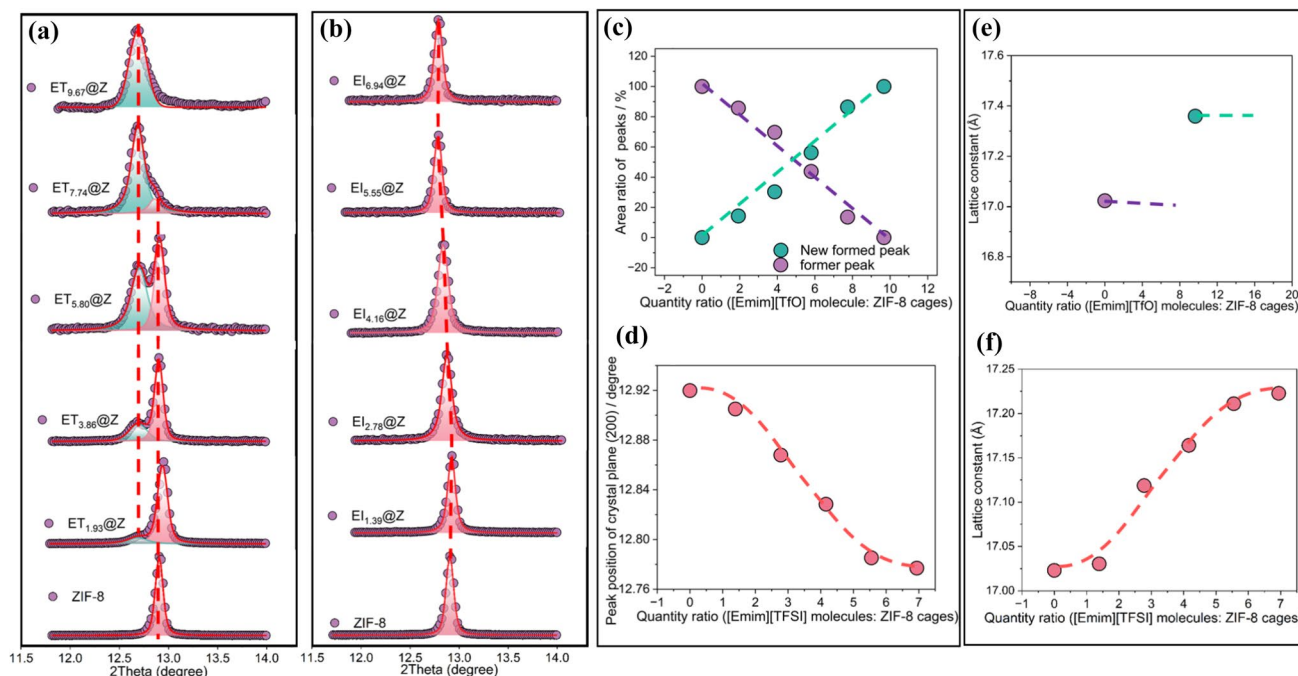 (a)
ET9.67@Z
ET7.74@Z
ET5.80@Z
ET3.86@Z
ET1.93@Z
ZIF-8
11.5 12.0 12.5 13.0 13.5 14.0
2Theta (degree)
(b)
EI6.94@Z
EI5.55@Z
EI4.16@Z
EI2.78@Z
EI1.39@Z
ZIF-8
11.5 12.0 12.5 13.0 13.5 14.0
2Theta (degree)
(c)
Area ratio of peaks / %
120
100
80
60
40
20
0
−20
New formed peak
former peak
−2 0 2 4 6 8 10 12
Quantity ratio ([Emim][TfO] molecule: ZIF-8 cages)
(d)
Peak position of crystal plane (200) / degree
12.92
12.88
12.84
12.80
12.76
−1 0 1 2 3 4 5 6 7
Quantity ratio ([Emim][TFSI] molecules: ZIF-8 cages)
(e)
Lattice constant (Å)
17.6
17.4
17.2
17.0
16.8
−8 −4 0 4 8 12 16 20
Quantity ratio ([Emim][TfO] molecules: ZIF-8 cages)
(f)
Lattice constant (Å)
17.25
17.20
17.15
17.10
17.05
17.00
−1 0 1 2 3 4 5 6 7
Quantity ratio ([Emim][TFSI] molecules: ZIF-8 cages)